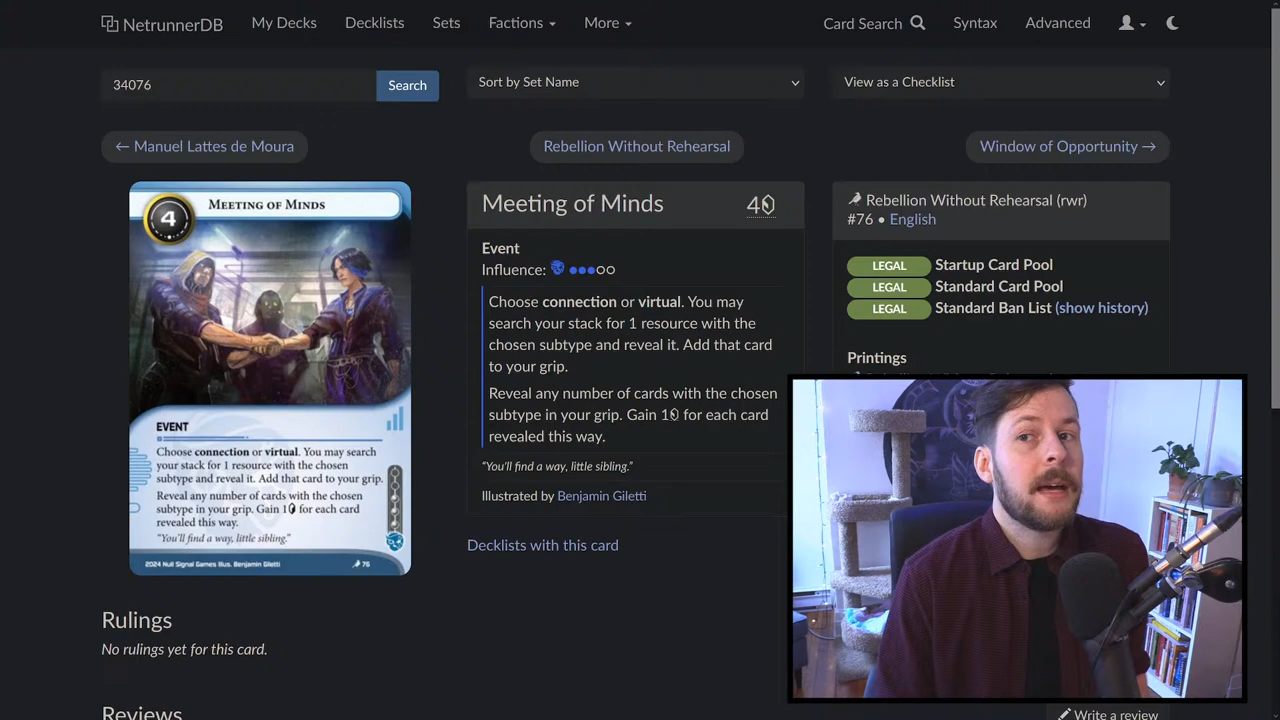 NetrunnerDB My Decks Decklists Sets Factions More Card Search Syntax Advanced
34076 Search Sort by Set Name View as a Checklist
← Manuel Lattes de Moura Rebellion Without Rehearsal Window of Opportunity →
4
MEETING OF MINDS
EVENT
Choose connection or virtual. You may
search your stack for 1 resource with the
chosen subtype and reveal it. Add that card to your grip.
Reveal any number of cards with the chosen
subtype in your grip. Gain 1 for each card
revealed this way.
"You'll find a way, little sibling."
2024 Null Signal Games Illus. Benjamin Giletti 76
Meeting of Minds 4
Event
Influence:
Choose connection or virtual. You may
search your stack for 1 resource with the
chosen subtype and reveal it. Add that card
to your grip.
Reveal any number of cards with the chosen
subtype in your grip. Gain 1 for each card
revealed this way.
"You'll find a way, little sibling."
Illustrated by Benjamin Giletti
Decklists with this card
Rebellion Without Rehearsal (rwr)
#76 • English
LEGAL Startup Card Pool
LEGAL Standard Card Pool
LEGAL Standard Ban List (show history)
Printings
Rulings
No rulings yet for this card.
Reviews
Write a review